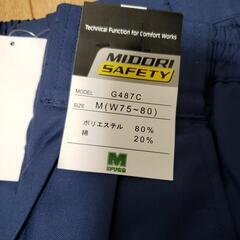 Technical Function for Comfort Works
MIDORI
SAFETY
MODEL G487C
SIZE M(W75~80)
ポリエステル 80%
綿 20%
M